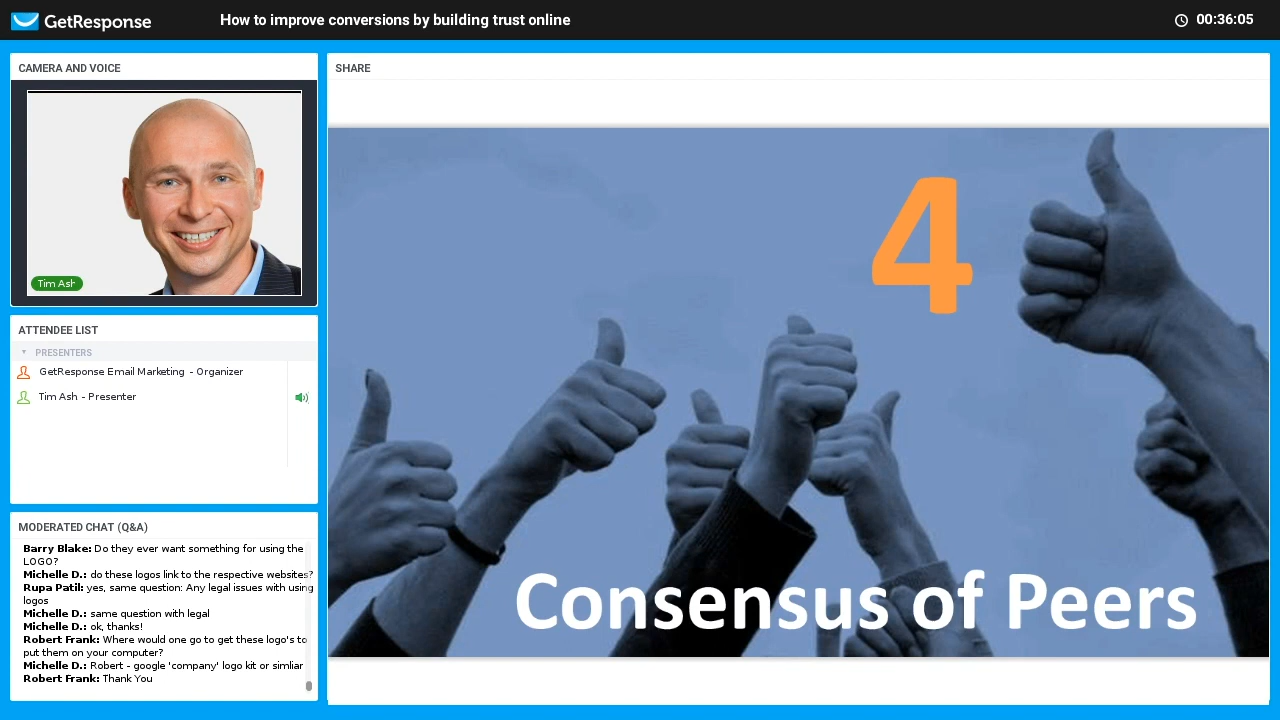 GetResponse
How to improve conversions by building trust online
00:36:05
CAMERA AND VOICE
Tim Ash
ATTENDEE LIST
PRESENTERS
GetResponse Email Marketing - Organizer
Tim Ash - Presenter
MODERATED CHAT (Q&A)
Barry Blake: Do they ever want something for using the
LOGO?
Michelle D.: do these logos link to the respective websites?
Rupa Patil: yes, same question: Any legal issues with using
logos
Michelle D.: same question with legal
Michelle D.: ok, thanks!
Robert Frank: Where would one go to get these logo's to
put them on your computer?
Michelle D.: Robert - google 'company' logo kit or simliar
Robert Frank: Thank You
SHARE
4
Consensus of Peers